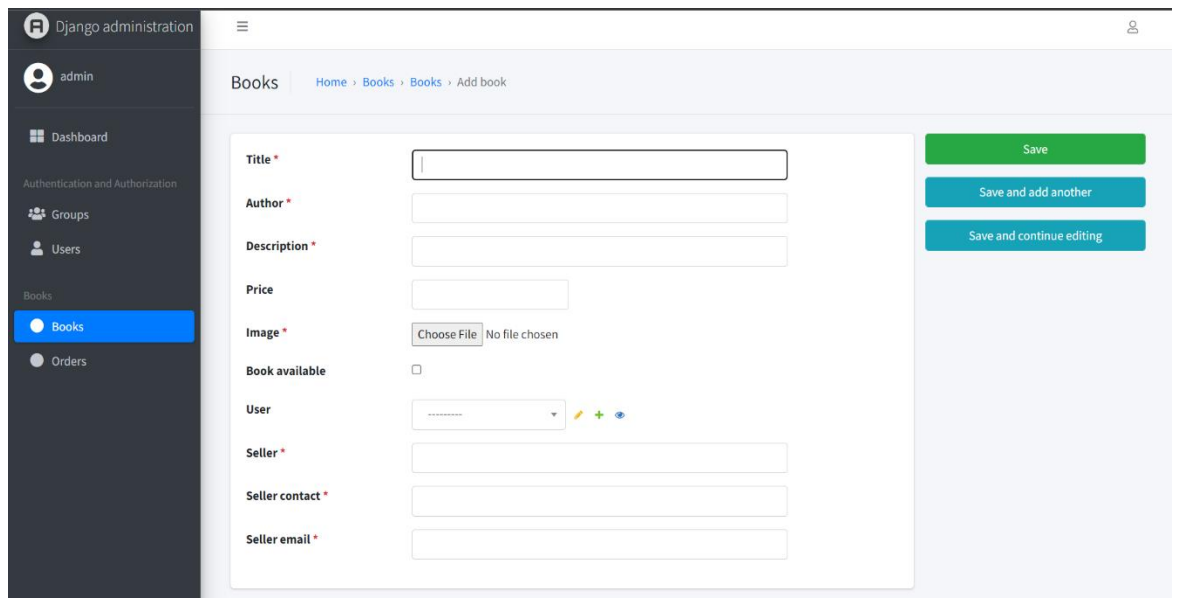 Django administration
admin
Dashboard
Authentication and Authorization
Groups
Users
Books
Books
Orders
Books
Home › Books › Books › Add book
Title *
Author *
Description *
Price
Image *
Choose File No file chosen
Book available
User
---------
Seller *
Seller contact *
Seller email *
Save
Save and add another
Save and continue editing